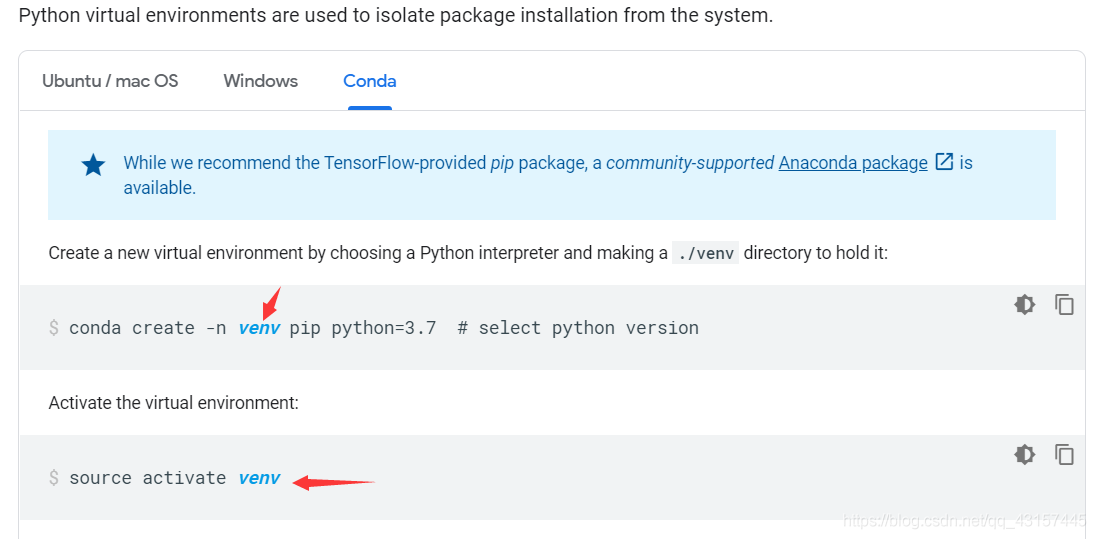 Python virtual environments are used to isolate package installation from the system.
Ubuntu / mac OS Windows Conda
While we recommend the TensorFlow-provided pip package, a community-supported Anaconda package is
available.
Create a new virtual environment by choosing a Python interpreter and making a ./venv directory to hold it:
$ conda create -n venv pip python=3.7 # select python version
Activate the virtual environment:
$ source activate venv
https://blog.csdn.net/qq_43157445